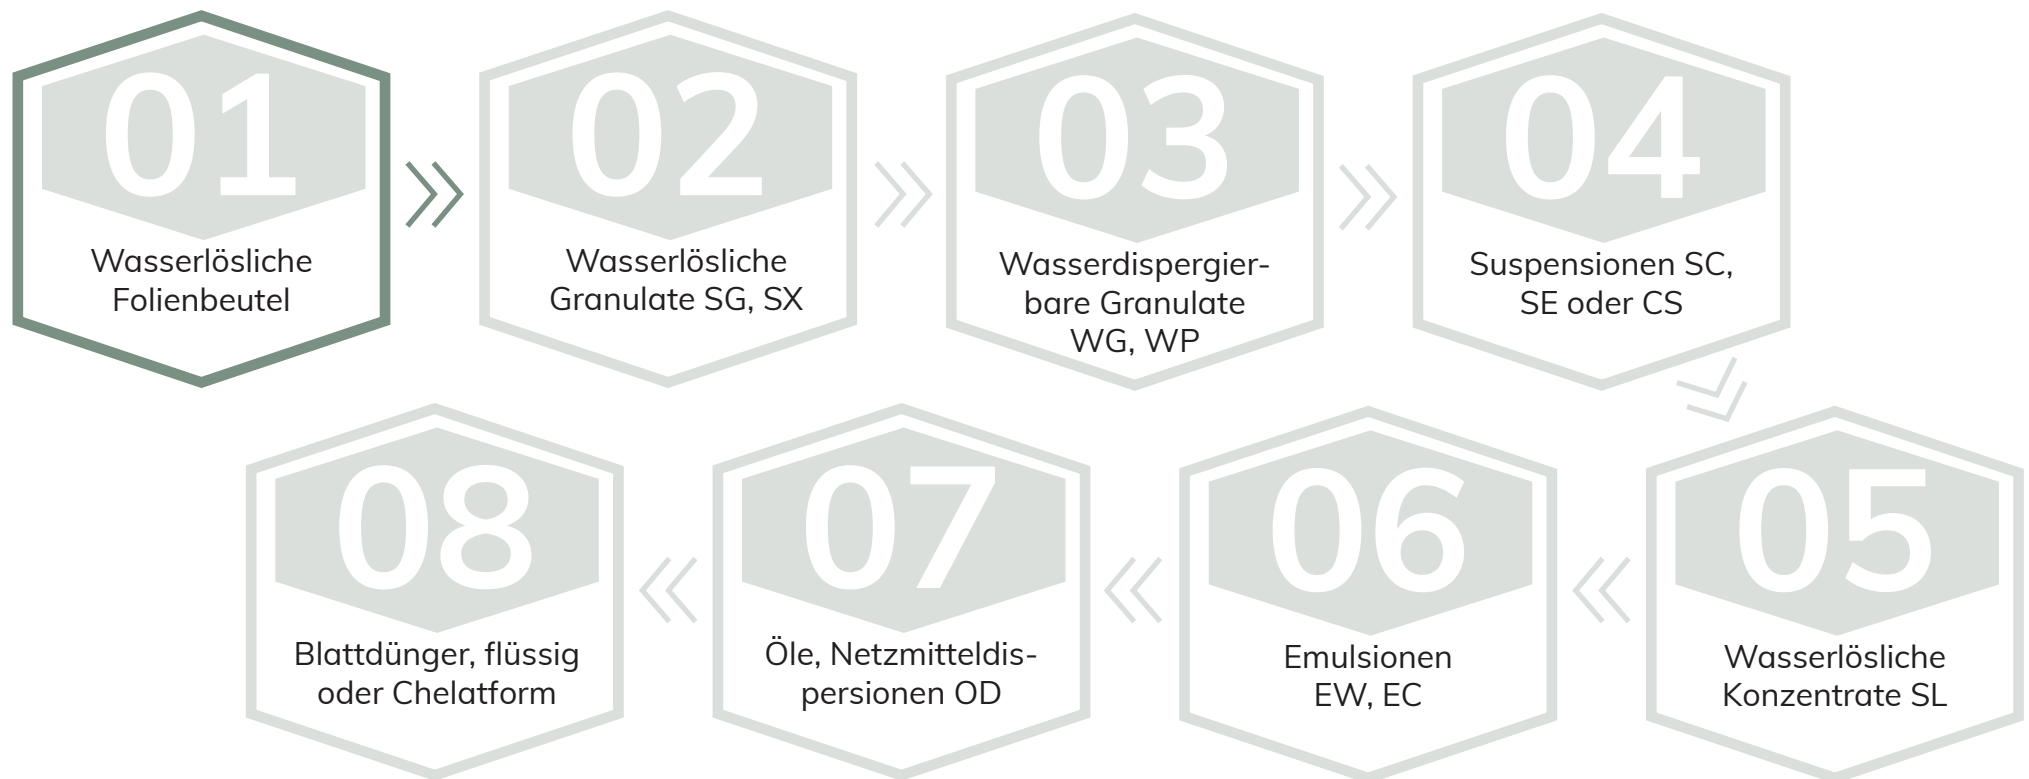 01
Wasserlösliche
Folienbeutel
02
Wasserlösliche
Granulate SG, SX
03
Wasserdispergier-
bare Granulate
WG, WP
04
Suspensionen SC,
SE oder CS
05
Wasserlösliche
Konzentrate SL
06
Emulsionen
EW, EC
07
Öle, Netzmitteldis-
persionen OD
08
Blattdünger, flüssig
oder Chelatform